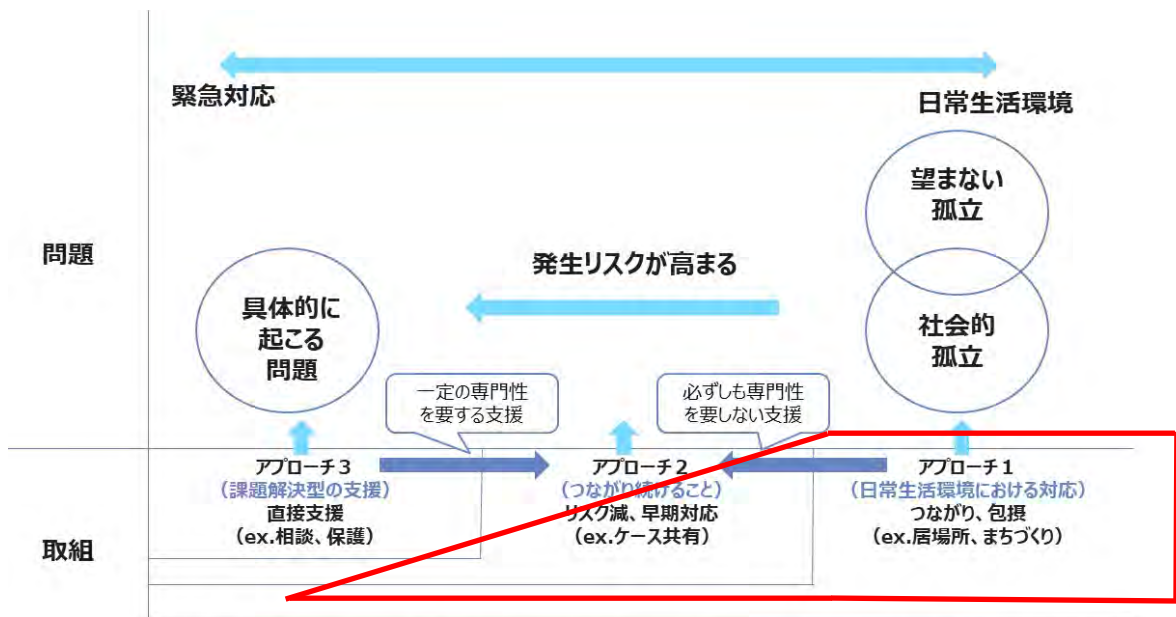 緊急対応
日常生活環境
望まない
孤立
問題
発生リスクが高まる
具体的に
起こる
問題
社会的
孤立
一定の専門性
を要する支援
必ずしも専門性
を要しない支援
アプローチ3
(課題解決型の支援)
直接支援
(ex.相談、保護)
アプローチ2
(つながり続けること)
リスク減、早期対応
(ex.ケース共有)
アプローチ1
(日常生活環境における対応)
つながり、包摂
(ex.居場所、まちづくり)
取組